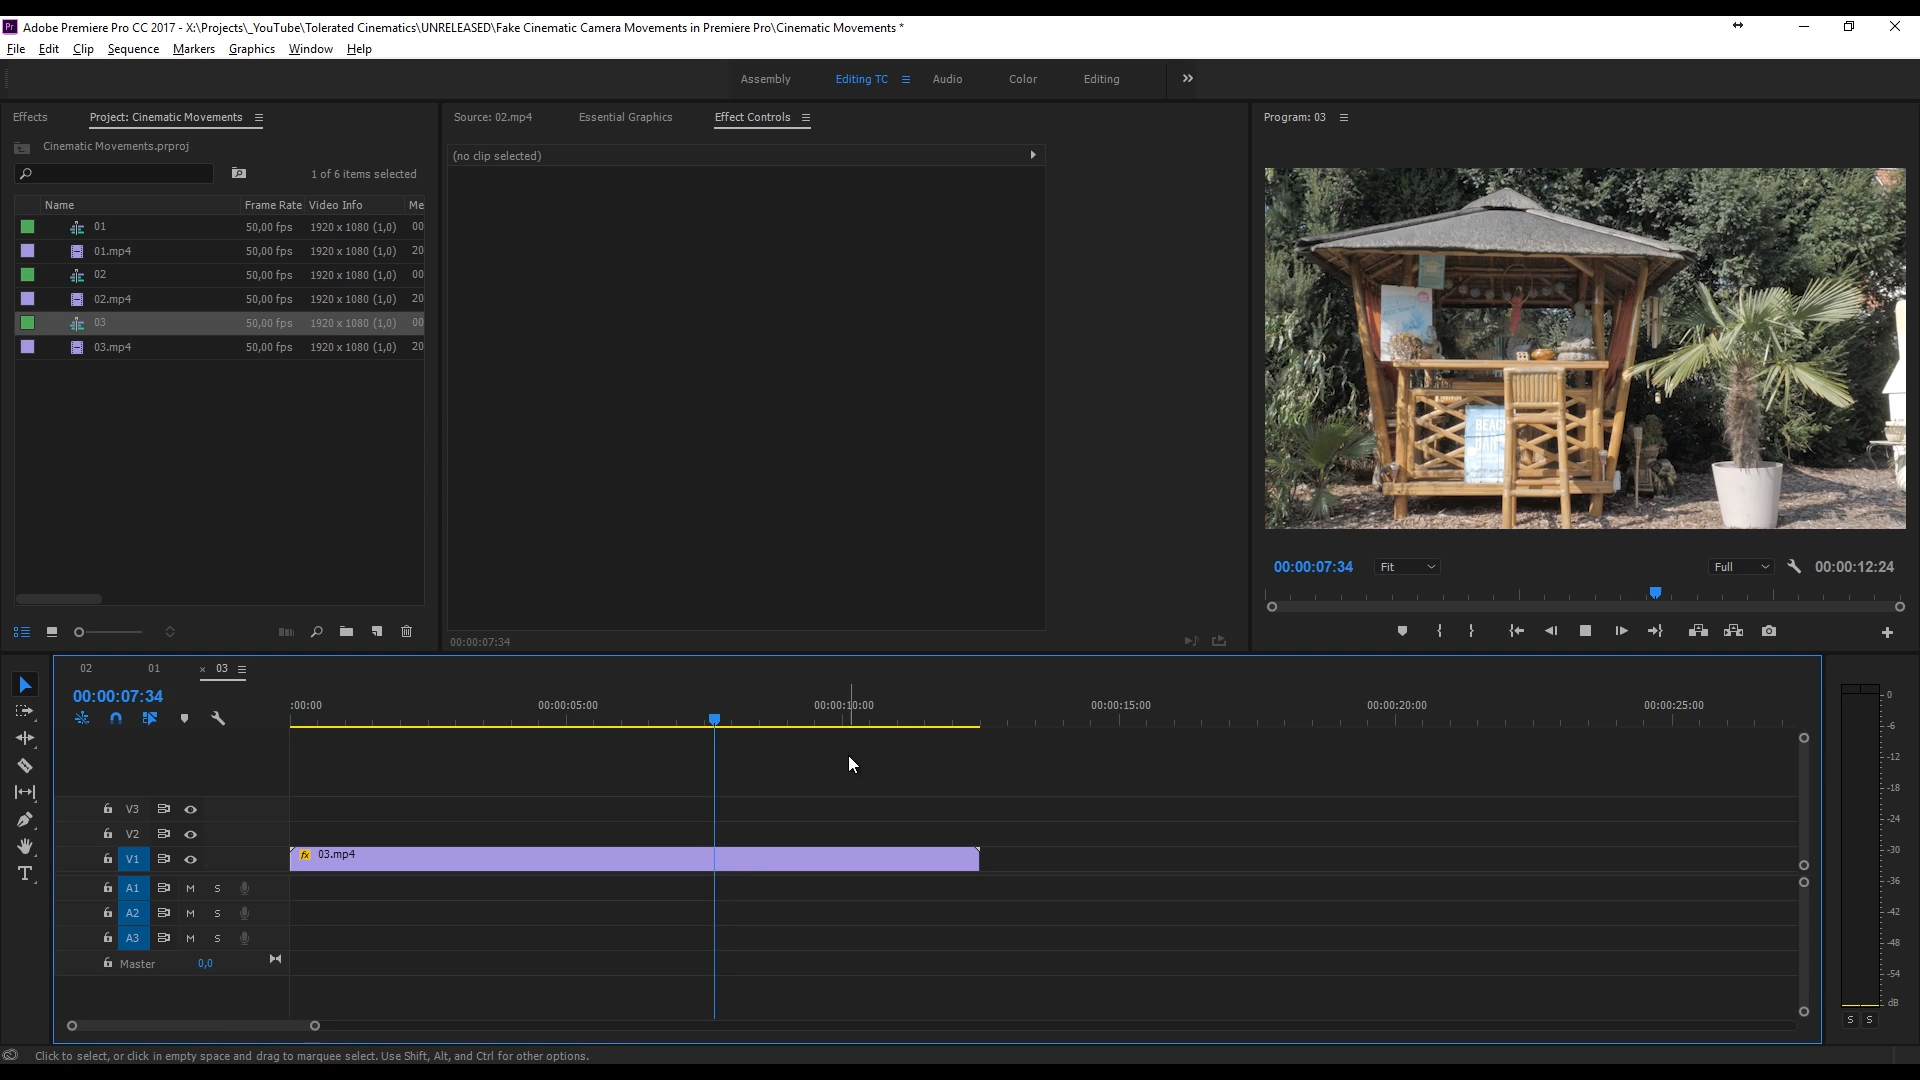 Pr Adobe Premiere Pro CC 2017 - X:\Projects\_YouTube\Tolerated Cinematics\UNRELEASED\Fake Cinematic Camera Movements in Premiere Pro\Cinematic Movements *
File Edit Clip Sequence Markers Graphics Window Help
Assembly Editing TC Audio Color Editing
Effects Project: Cinematic Movements
Source: 02.mp4 Essential Graphics Effect Controls
Program: 03
Cinematic Movements.prproj
(no clip selected)
1 of 6 items selected
Name Frame Rate Video Info Me
01 50,00 fps 1920 x 1080 (1,0) 00
01.mp4 50,00 fps 1920 x 1080 (1,0) 20
02 50,00 fps 1920 x 1080 (1,0) 00
02.mp4 50,00 fps 1920 x 1080 (1,0) 20
03 50,00 fps 1920 x 1080 (1,0) 00
03.mp4 50,00 fps 1920 x 1080 (1,0) 20
BEAC
00:00:07:34 Fit Full 00:00:12:24
00:00:07:34
02 01 × 03
00:00:07:34
:00:00 00:00:05:00 00:00:10:00 00:00:15:00 00:00:20:00 00:00:25:00
V3
V2
V1 fx 03.mp4
A1 M S
A2 M S
A3 M S
Master 0,0
T
0
-6
-12
-18
-24
-30
-36
-42
-48
-54
dB
S S
Click to select, or click in empty space and drag to marquee select. Use Shift, Alt, and Ctrl for other options.